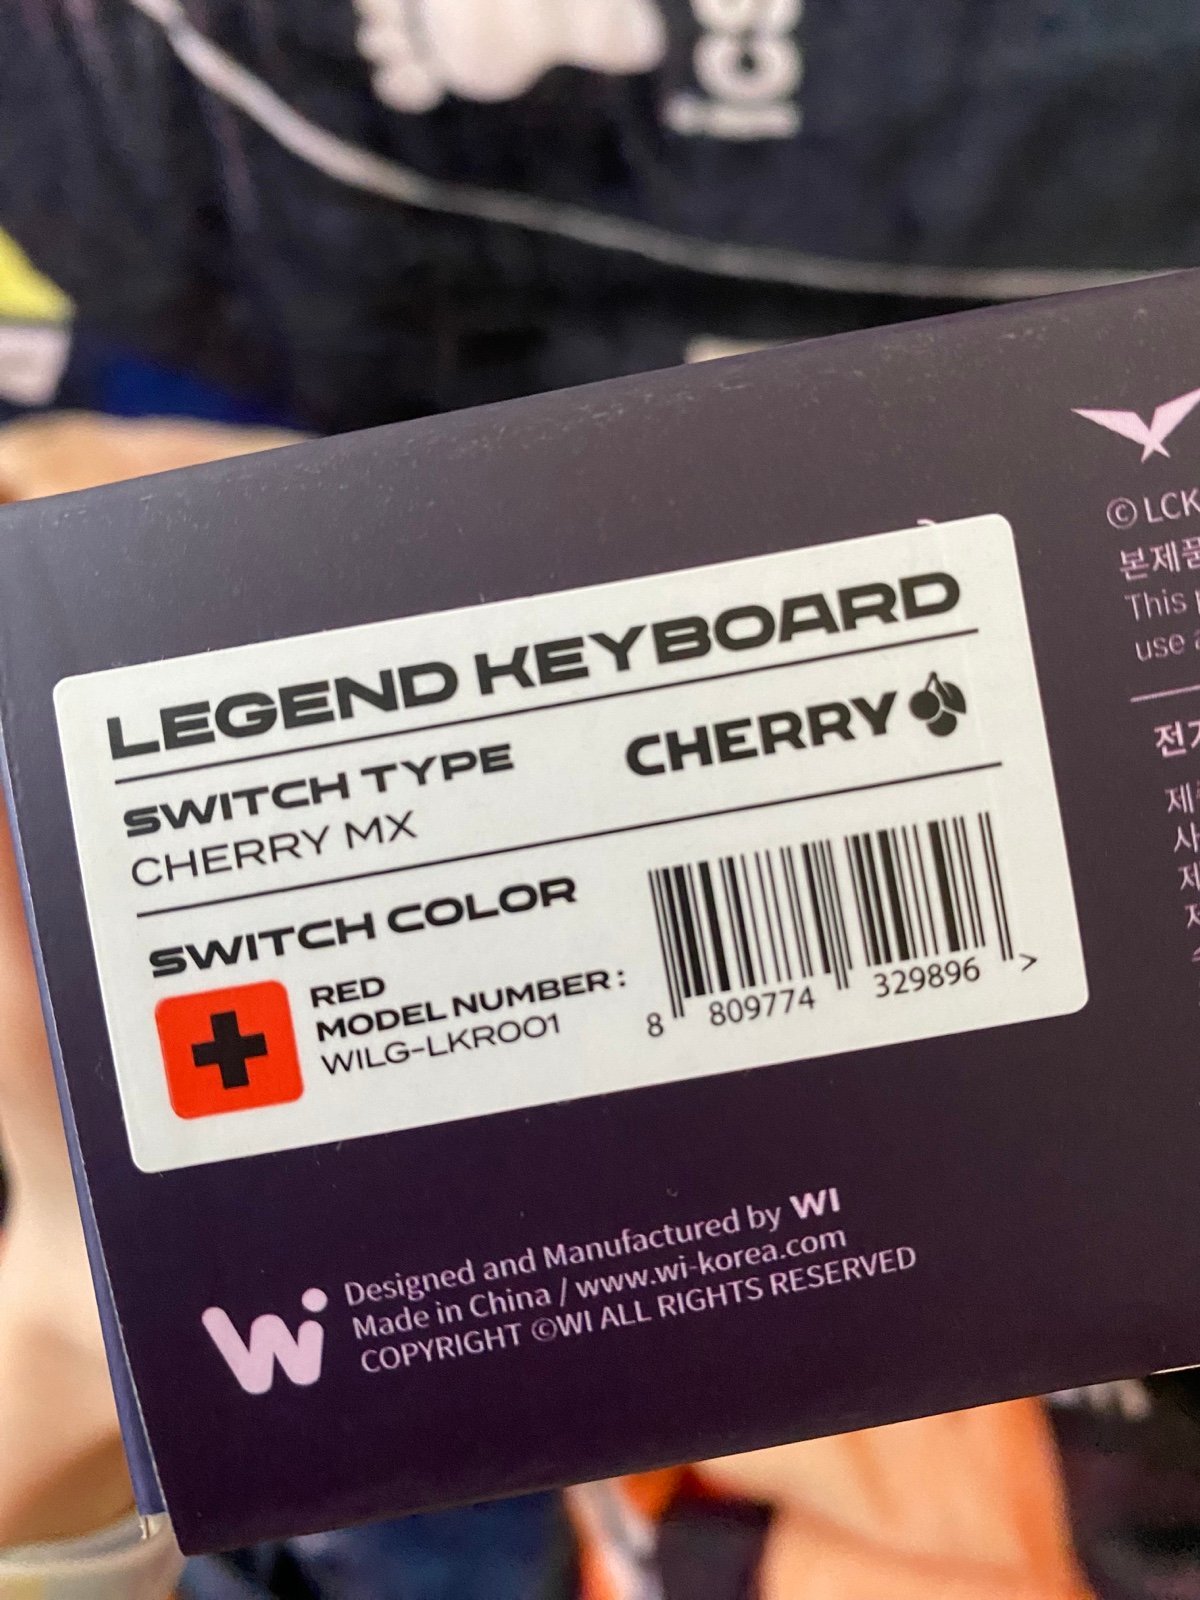 LEGEND KEYBOARD
SWITCH TYPE
CHERRY MX
CHERRY
SWITCH COLOR
RED
MODEL NUMBER:
WILG-LKR001
8 809774 329896 >
wi
Designed and Manufactured by WI
Made in China / www.wi-korea.com
COPYRIGHT ©WI ALL RIGHTS RESERVED
© LCK
본제품
This
use